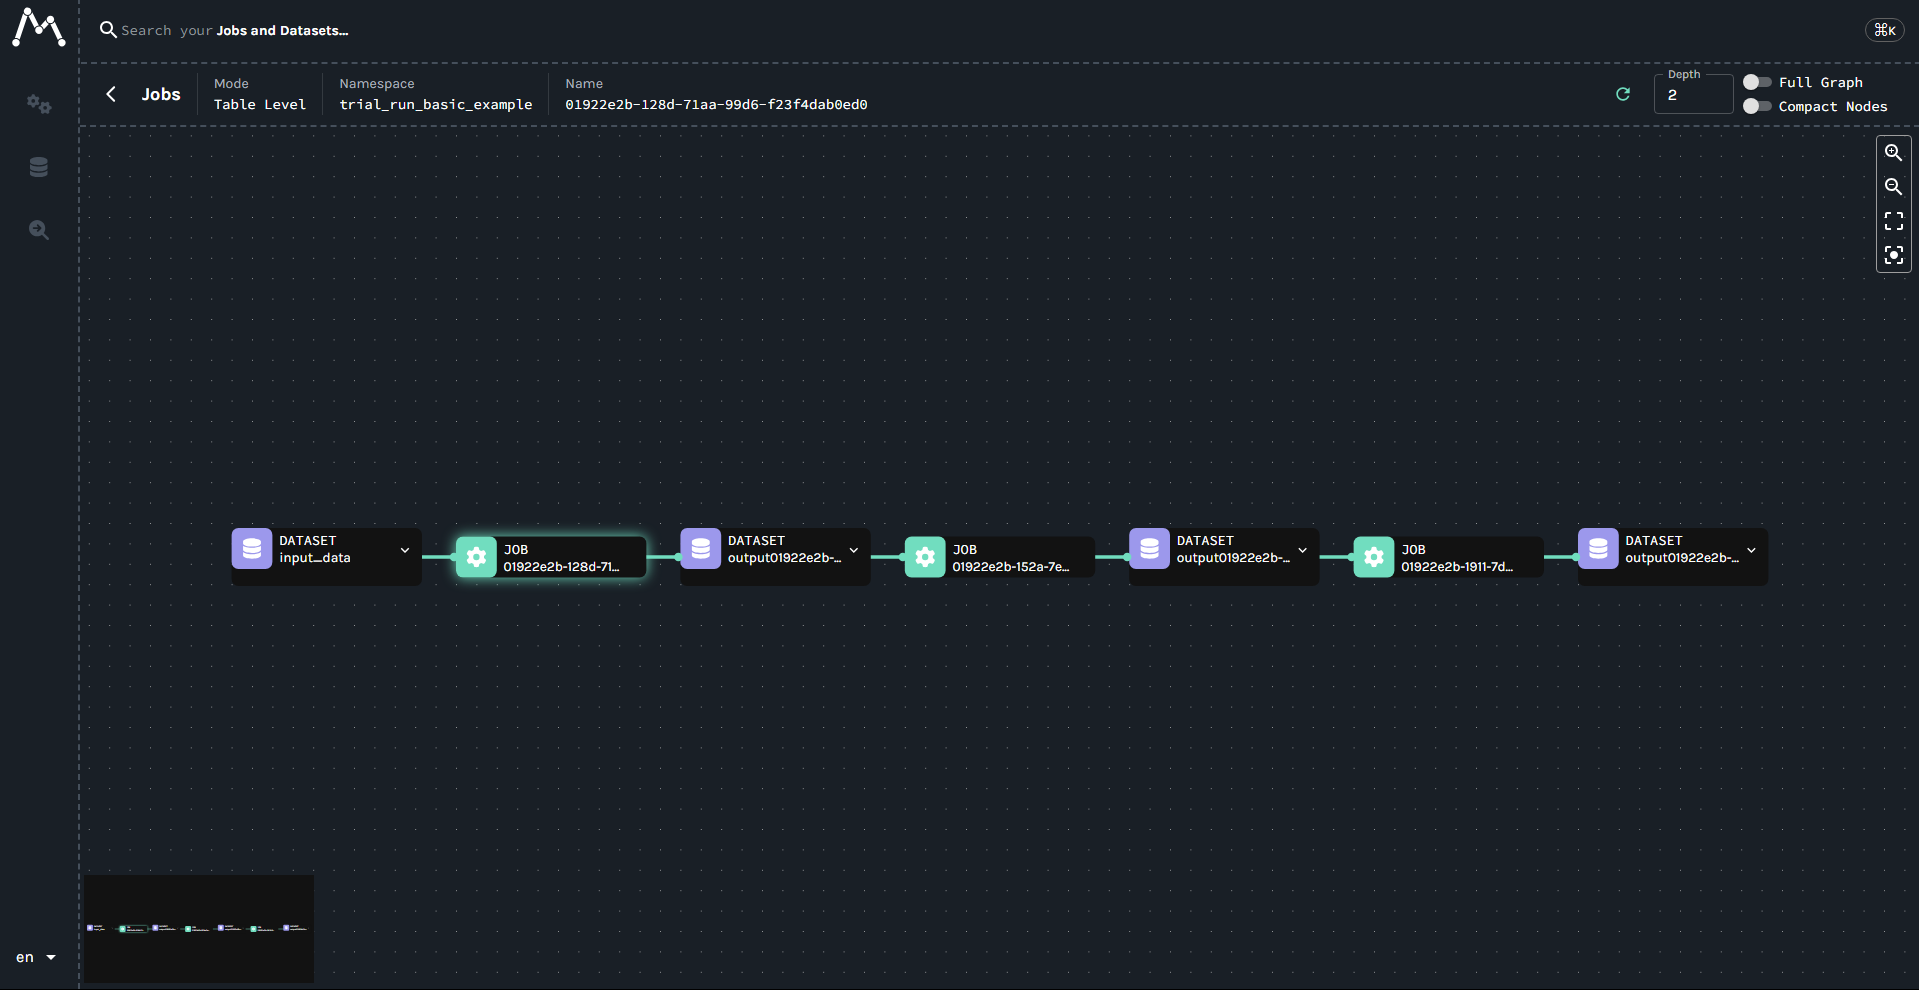 Search your Jobs and Datasets...
⌘K
Jobs
Mode
Table Level
Namespace
trial_run_basic_example
Name
01922e2b-128d-71aa-99d6-f23f4dab0ed0
Depth
2
Full Graph
Compact Nodes
DATASET
input_data
JOB
01922e2b-128d-71...
DATASET
output01922e2b-...
JOB
01922e2b-152a-7e...
DATASET
output01922e2b-...
JOB
01922e2b-1911-7d...
DATASET
output01922e2b-...
en